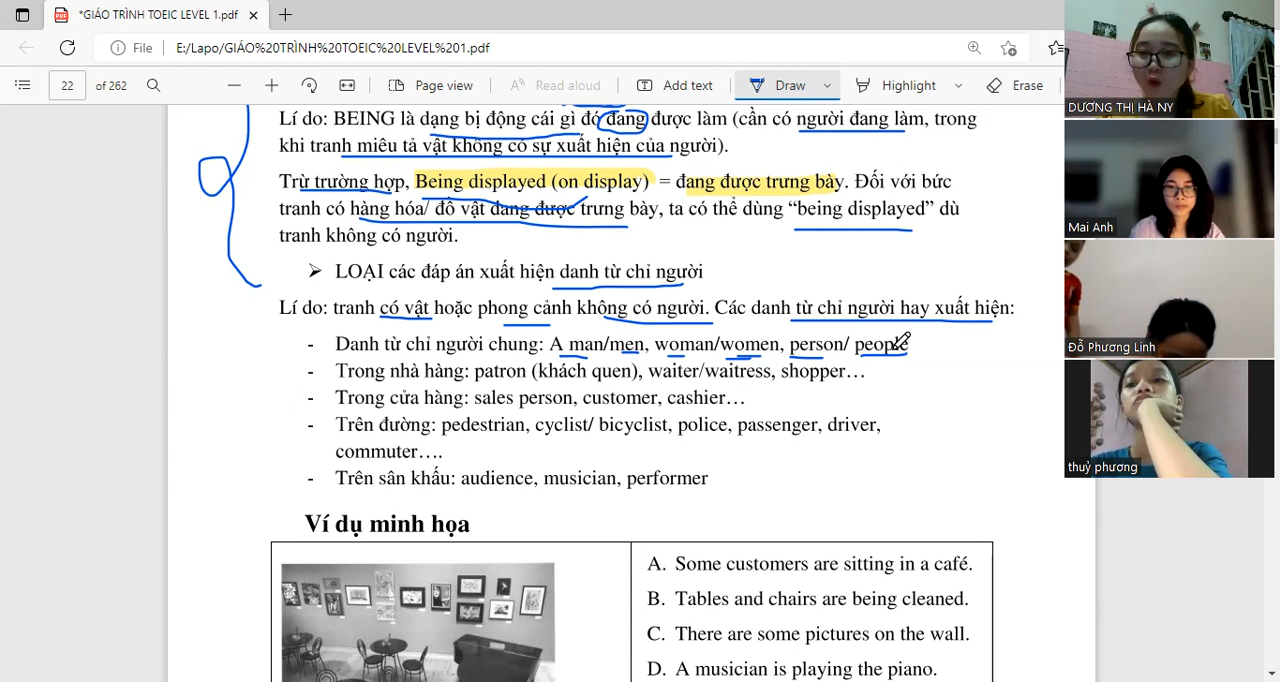 *GIÁO TRÌNH TOEIC LEVEL 1.pdf
File E:/Lapo/GIÁO%20TRÌNH%20TOEIC%20LEVEL%201.pdf
22 of 262 Page view Read aloud Add text Draw Highlight Erase
Lí do: BEING là dạng bị động cái gì đó đang được làm (cần có người đang làm, trong
khi tranh miêu tả vật không có sự xuất hiện của người).
Trừ trường hợp, Being displayed (on display) = đang được trưng bày. Đối với bức
tranh có hàng hóa/ đồ vật đang được trưng bày, ta có thể dùng “being displayed” dù
tranh không có người.
➢ LOẠI các đáp án xuất hiện danh từ chỉ người
Lí do: tranh có vật hoặc phong cảnh không có người. Các danh từ chỉ người hay xuất hiện:
- Danh từ chỉ người chung: A man/men, woman/women, person/ people
- Trong nhà hàng: patron (khách quen), waiter/waitress, shopper…
- Trong cửa hàng: sales person, customer, cashier…
- Trên đường: pedestrian, cyclist/ bicyclist, police, passenger, driver,
commuter….
- Trên sân khấu: audience, musician, performer
Ví dụ minh họa
A. Some customers are sitting in a café.
B. Tables and chairs are being cleaned.
C. There are some pictures on the wall.
D. A musician is playing the piano.
DƯƠNG THỊ HÀ NY
Mai Anh
Đỗ Phương Linh
thuỷ phương